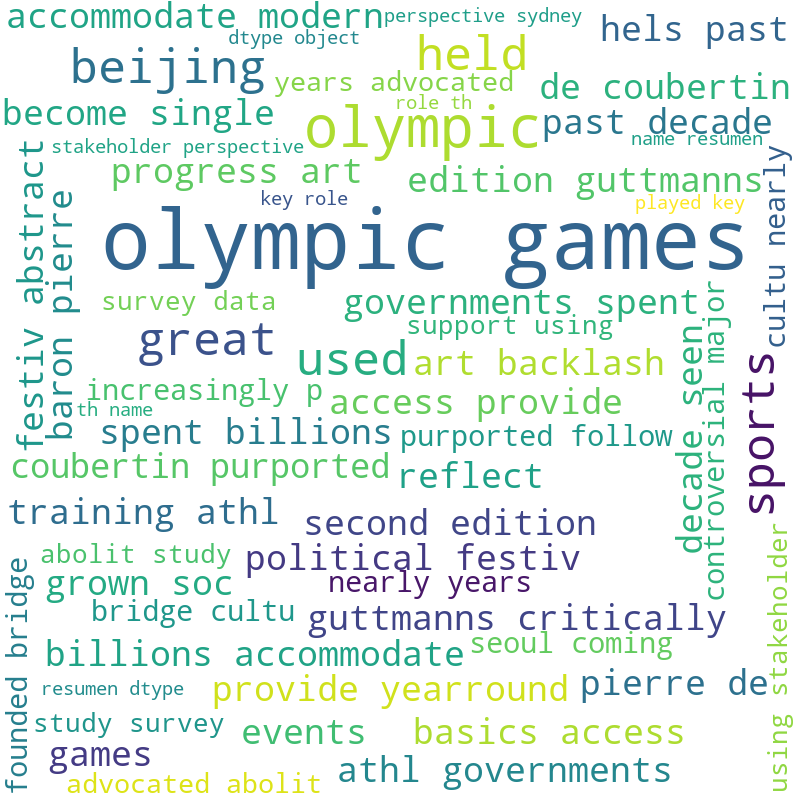 accommodate modern
perspective sydney
dtype object
held
hels past
beijing
years advocated
de coubertin
become single
role th
olympic
past decade
stakeholder perspective
name resumen
progress art
edition guttmanns
key role
played key
olympic games
festiv abstract
baron pierre
cultu nearly
survey data
governments spent
great
support using
used
art backlash
increasingly p
access provide
th name
spent billions
purported follow
coubertin purported
reflect
decade seen
controversial major
sports
training athl
second edition
abolit study
political festiv
grown soc
nearly years
bridge cultu
guttmanns critically
billions accommodate
seoul coming
resumen dtype
provide yearround
pierre de
study survey
events
basics access
games
athl governments
advocated abolit
founded bridge
using stakeholder